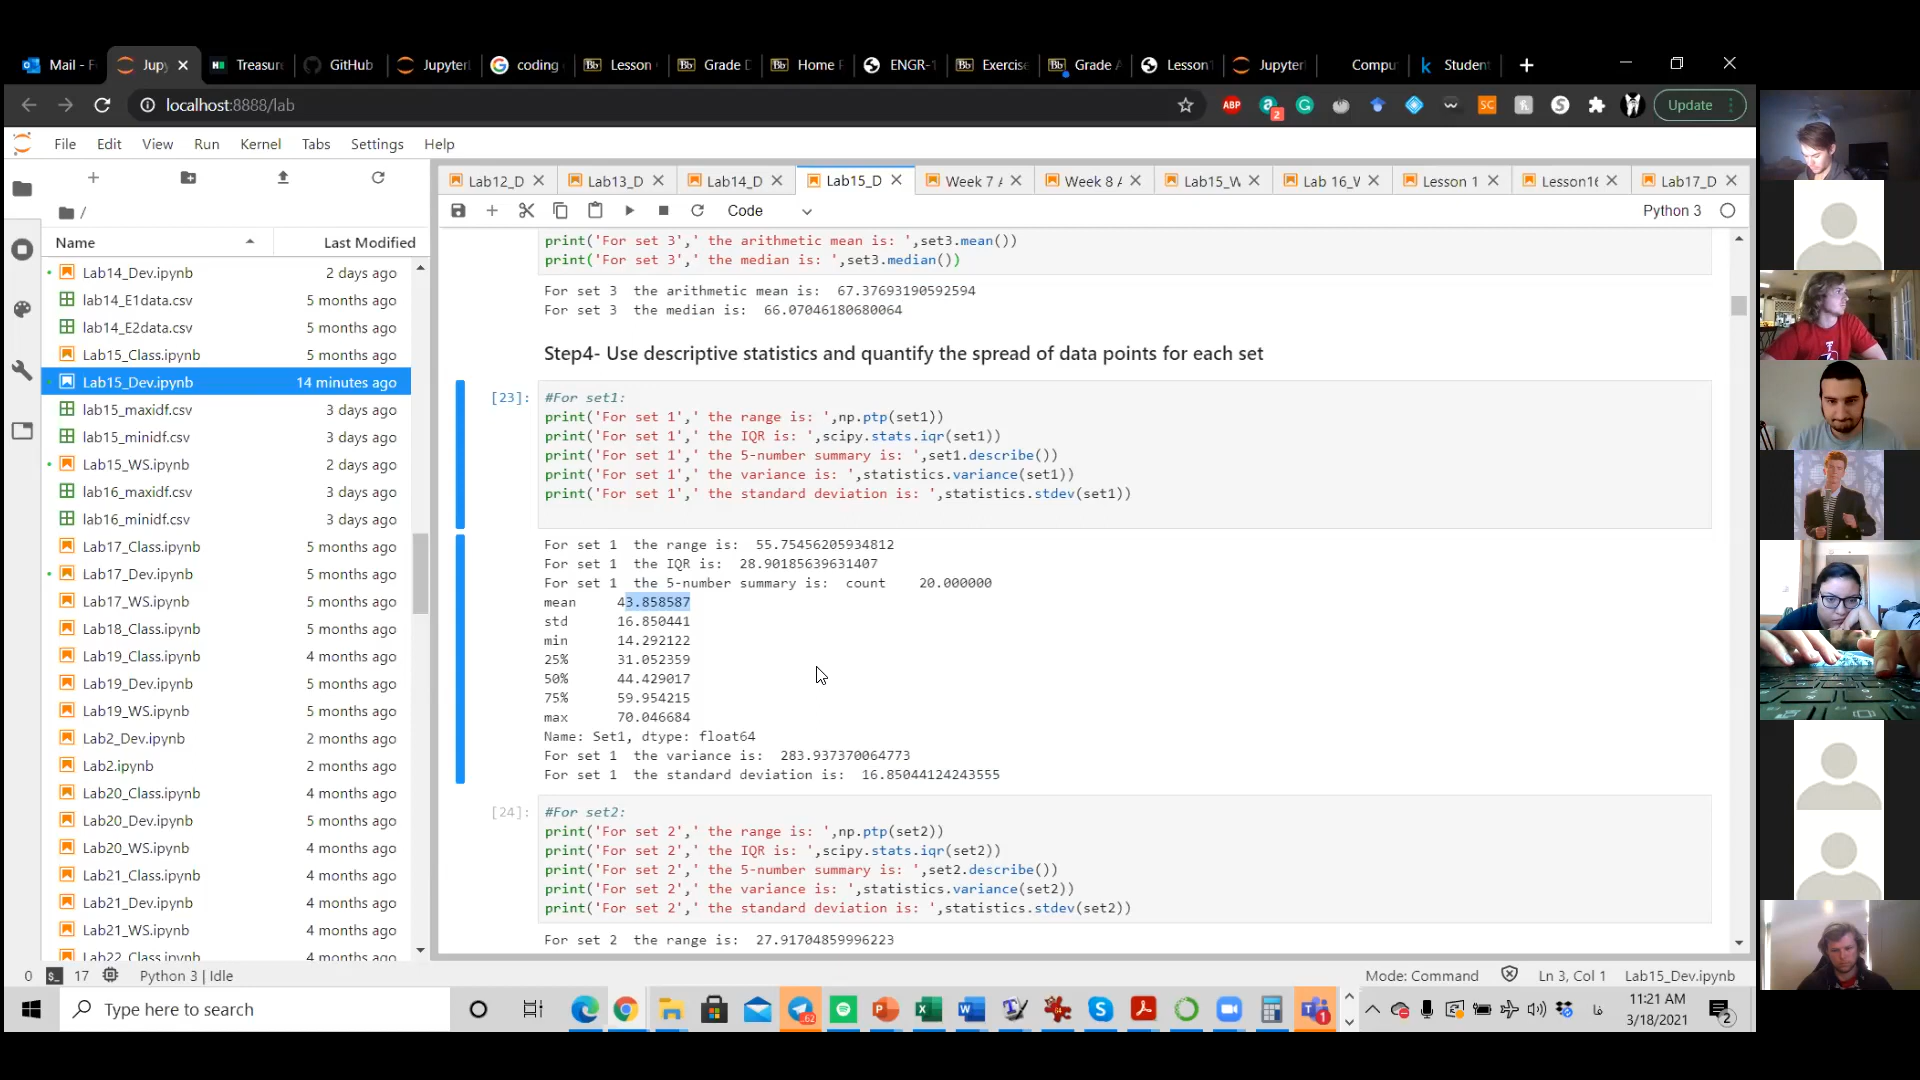 Mail - F
Jupy
Treasure
GitHub
Jupyter
coding
Lesson
Grade D
Home P
ENGR-1
Exercise
Grade A
Lesson
Jupyter
Compu
Student
localhost:8888/lab
ABP
2
SC
Update
File Edit View Run Kernel Tabs Settings Help
Lab12_D
Lab13_D
Lab14_D
Lab15_D
Week 7 A
Week 8 A
Lab15_W
Lab 16_W
Lesson 1
Lesson16
Lab17_D
Code
Python 3
/
Name Last Modified
Lab14_Dev.ipynb 2 days ago
lab14_E1data.csv 5 months ago
lab14_E2data.csv 5 months ago
Lab15_Class.ipynb 5 months ago
Lab15_Dev.ipynb 14 minutes ago
lab15_maxidf.csv 3 days ago
lab15_minidf.csv 3 days ago
Lab15_WS.ipynb 2 days ago
lab16_maxidf.csv 3 days ago
lab16_minidf.csv 3 days ago
Lab17_Class.ipynb 5 months ago
Lab17_Dev.ipynb 5 months ago
Lab17_WS.ipynb 5 months ago
Lab18_Class.ipynb 5 months ago
Lab19_Class.ipynb 4 months ago
Lab19_Dev.ipynb 5 months ago
Lab19_WS.ipynb 5 months ago
Lab2_Dev.ipynb 2 months ago
Lab2.ipynb 2 months ago
Lab20_Class.ipynb 4 months ago
Lab20_Dev.ipynb 5 months ago
Lab20_WS.ipynb 4 months ago
Lab21_Class.ipynb 4 months ago
Lab21_Dev.ipynb 4 months ago
Lab21_WS.ipynb 4 months ago
Lab22_Class.ipynb 4 months ago
print('For set 3',' the arithmetic mean is: ',set3.mean())
print('For set 3',' the median is: ',set3.median())
For set 3  the arithmetic mean is:  67.37693190592594
For set 3  the median is:  66.07046180680064
Step4- Use descriptive statistics and quantify the spread of data points for each set
[23]: #For set1:
print('For set 1',' the range is: ',np.ptp(set1))
print('For set 1',' the IQR is: ',scipy.stats.iqr(set1))
print('For set 1',' the 5-number summary is: ',set1.describe())
print('For set 1',' the variance is: ',statistics.variance(set1))
print('For set 1',' the standard deviation is: ',statistics.stdev(set1))
For set 1  the range is:  55.75456205934812
For set 1  the IQR is:  28.90185639631407
For set 1  the 5-number summary is:  count    20.000000
mean     43.858587
std      16.850441
min      14.292122
25%      31.052359
50%      44.429017
75%      59.954215
max      70.046684
Name: Set1, dtype: float64
For set 1  the variance is:  283.937370064773
For set 1  the standard deviation is:  16.85044124243555
[24]: #For set2:
print('For set 2',' the range is: ',np.ptp(set2))
print('For set 2',' the IQR is: ',scipy.stats.iqr(set2))
print('For set 2',' the 5-number summary is: ',set2.describe())
print('For set 2',' the variance is: ',statistics.variance(set2))
print('For set 2',' the standard deviation is: ',statistics.stdev(set2))
For set 2  the range is:  27.91704859996223
0 17 Python 3 | Idle Mode: Command Ln 3, Col 1 Lab15_Dev.ipynb
Type here to search
11:21 AM
3/18/2021
2